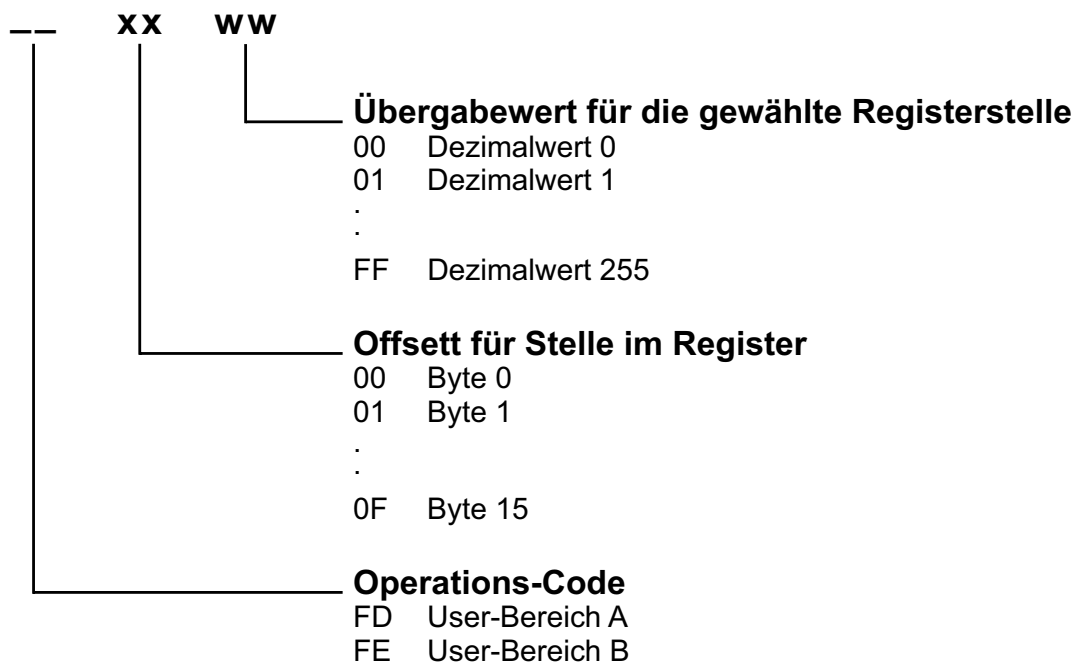 __ xx ww
Übergabewert für die gewählte Registerstelle
00 Dezimalwert 0
01 Dezimalwert 1
.
.
FF Dezimalwert 255
Offsett für Stelle im Register
00 Byte 0
01 Byte 1
.
.
0F Byte 15
Operations-Code
FD User-Bereich A
FE User-Bereich B